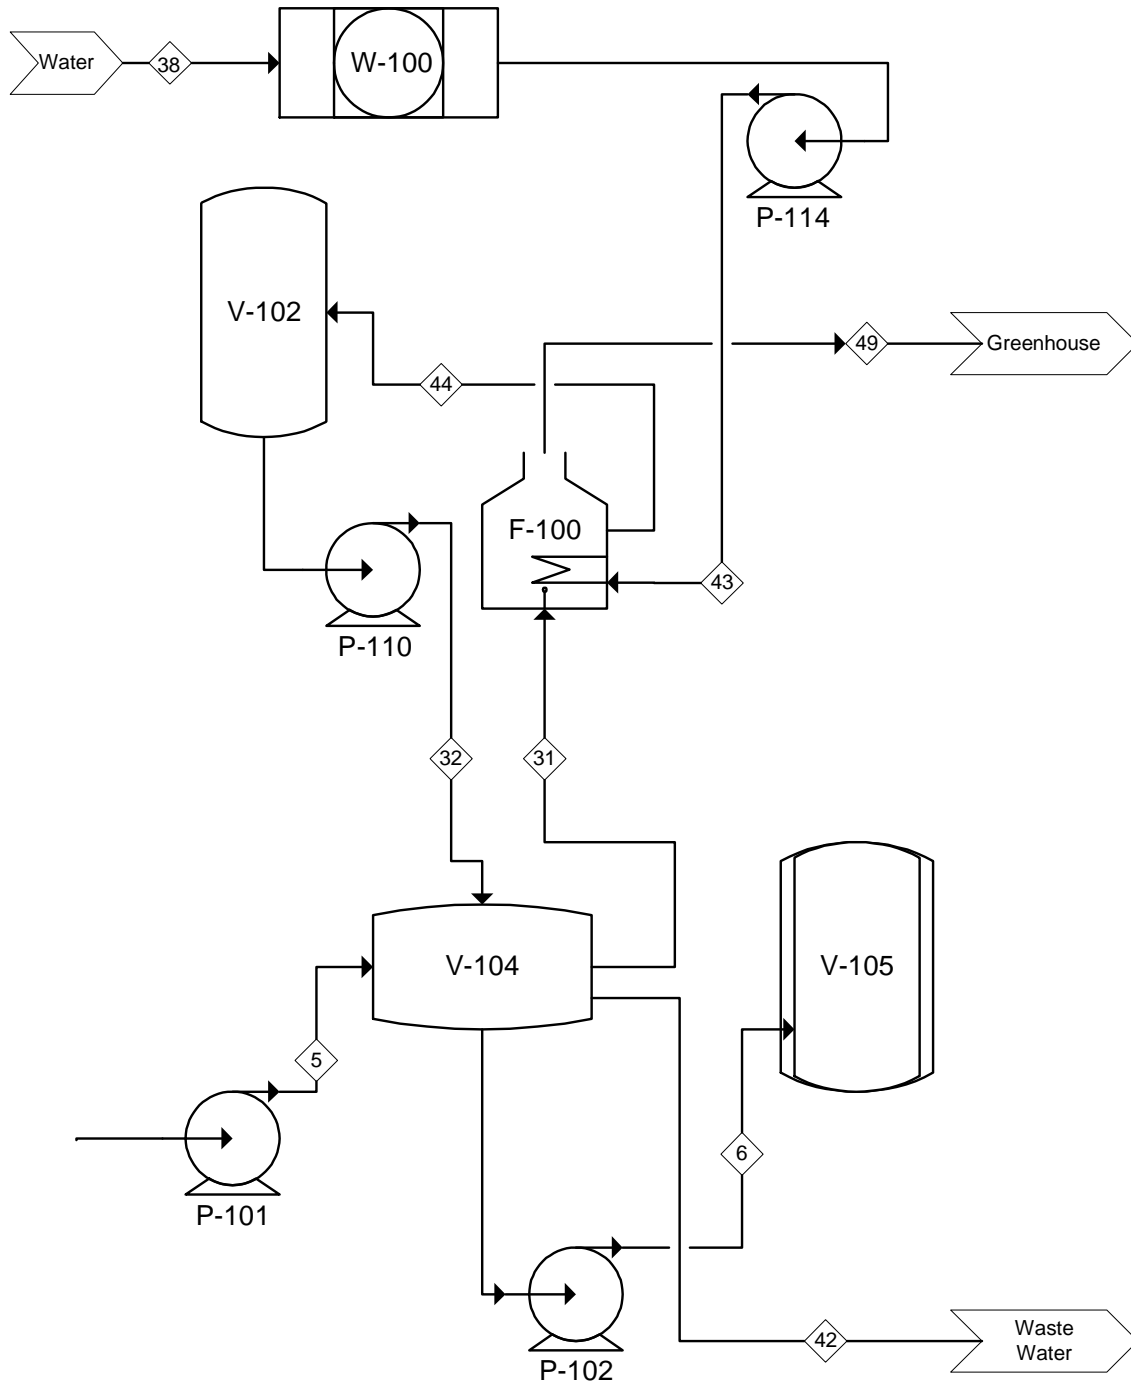 Water
38
W-100
P-114
V-102
44
49
Greenhouse
F-100
43
P-110
32
31
V-104
V-105
5
6
P-101
P-102
42
Waste
Water